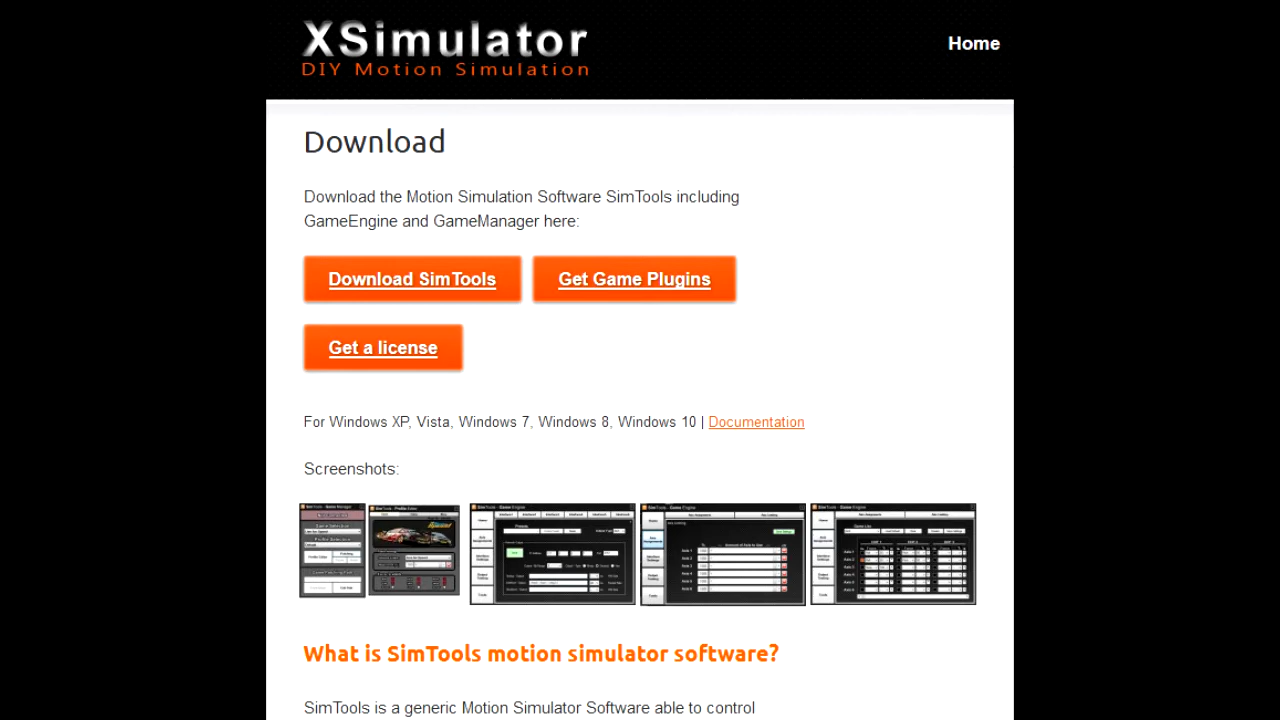 XSimulator
DIY Motion Simulation
Home
Download
Download the Motion Simulation Software SimTools including
GameEngine and GameManager here:
Download SimTools
Get Game Plugins
Get a license
For Windows XP, Vista, Windows 7, Windows 8, Windows 10 | Documentation
Screenshots:
What is SimTools motion simulator software?
SimTools is a generic Motion Simulator Software able to control